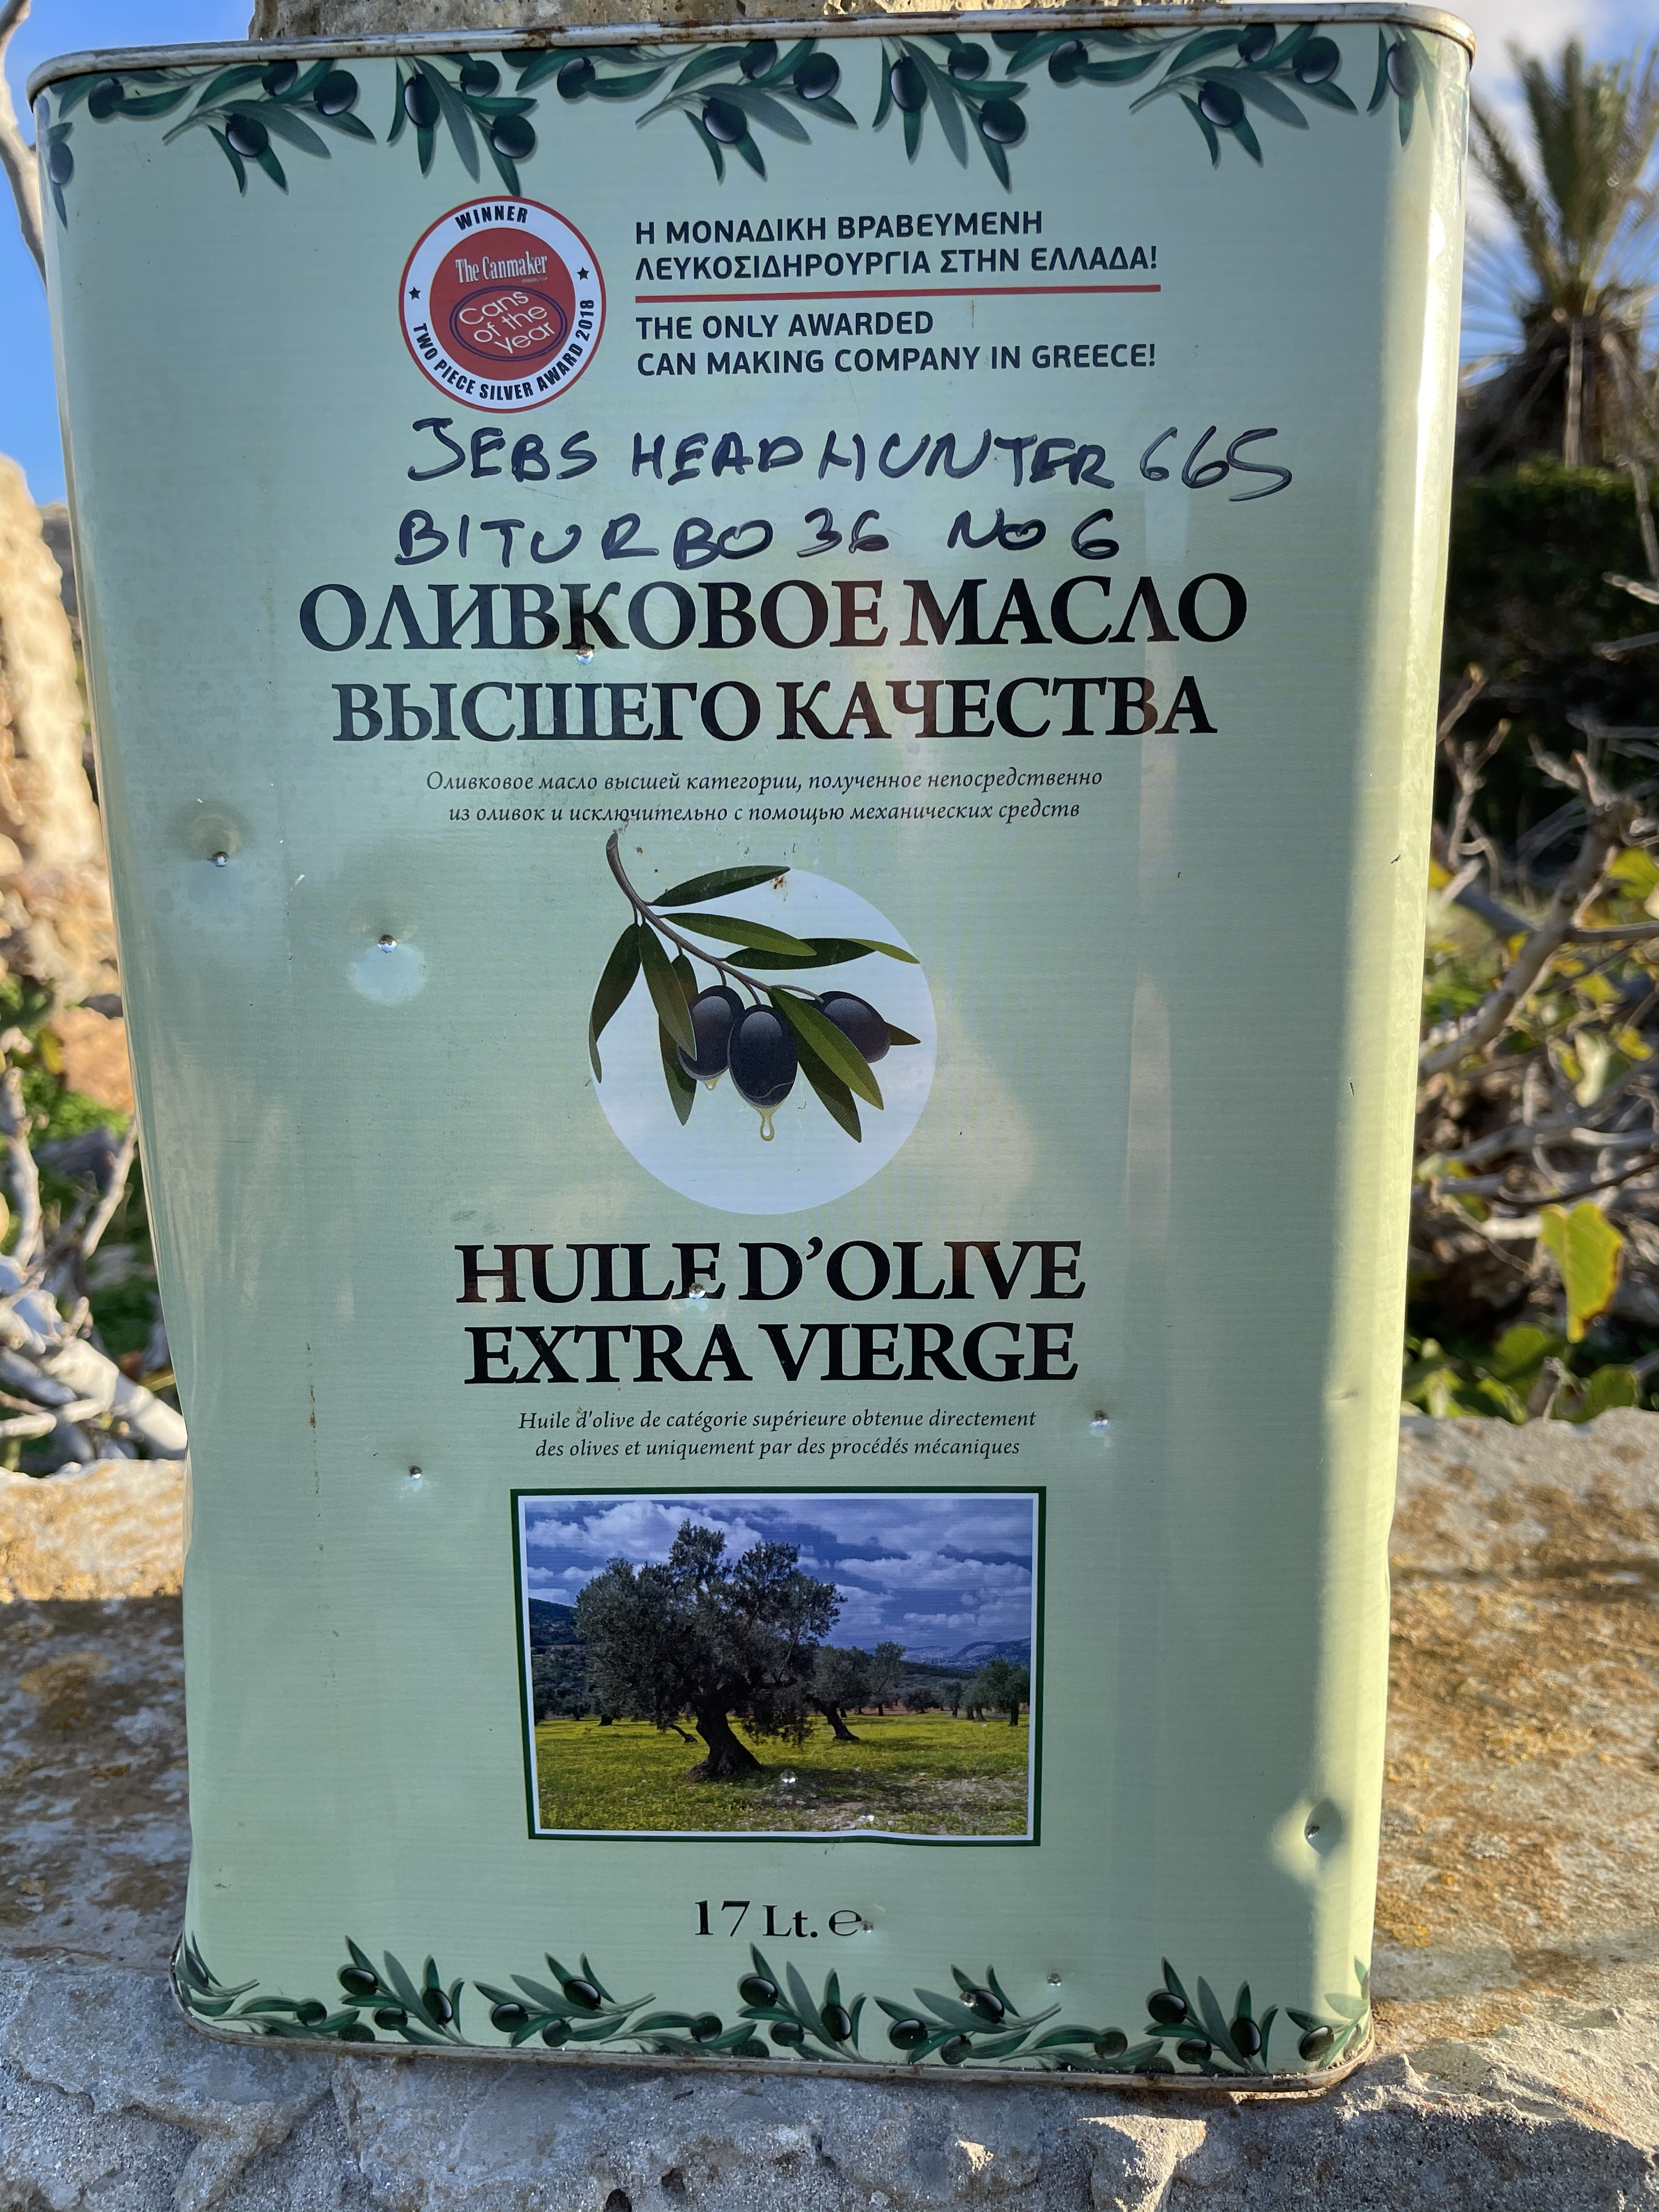 WINNER
The Canmaker
Cans
of the
year
TWO PIECE SILVER AWARD 2018
Η ΜΟΝΑΔΙΚΗ ΒΡΑΒΕΥΜΕΝΗ
ΛΕΥΚΟΣΙΔΗΡΟΥΡΓΙΑ ΣΤΗΝ ΕΛΛΑΔΑ!
THE ONLY AWARDED
CAN MAKING COMPANY IN GREECE!
JEBS HEADHUNTER 665
BITURBO 36 NO 6
ОЛИВКОВОЕ МАСЛО
ВЫСШЕГО КАЧЕСТВА
Оливковое масло высшей категории, полученное непосредственно
из оливок и исключительно с помощью механических средств
HUILE D'OLIVE
EXTRA VIERGE
Huile d'olive de catégorie supérieure obtenue directement
des olives et uniquement par des procédés mécaniques
17 Lt. e